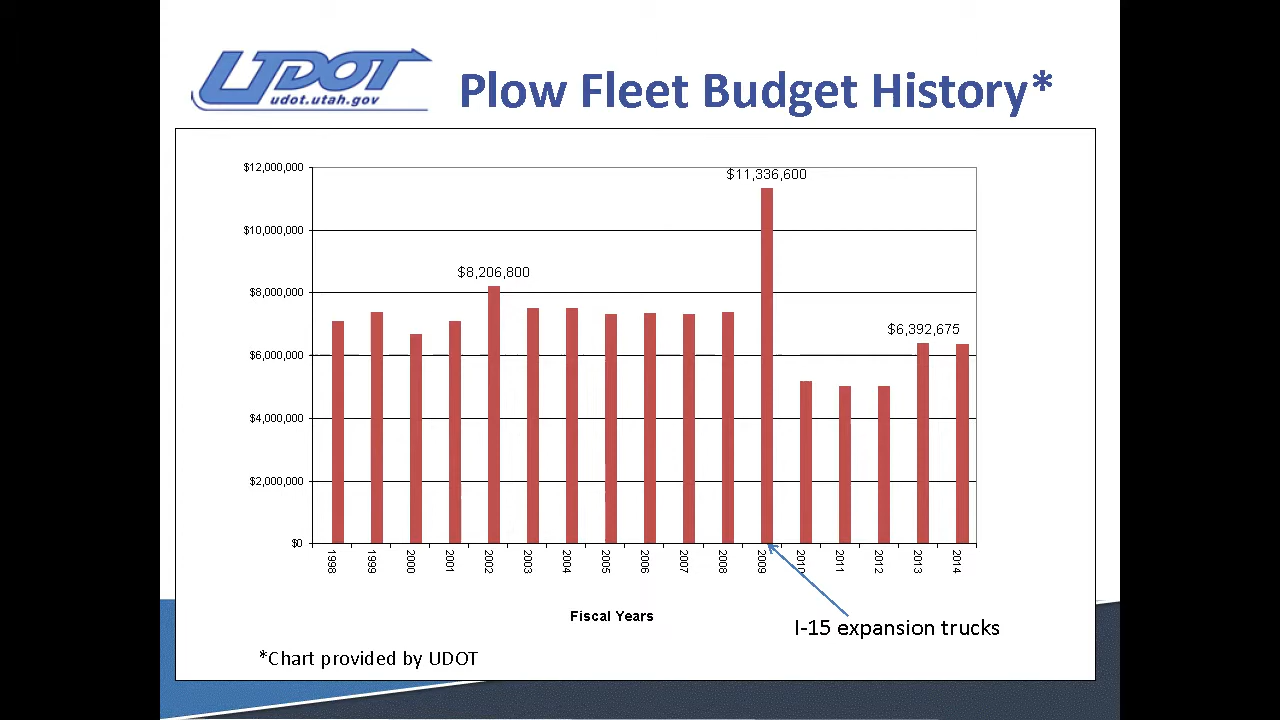 UDOT
udot.utah.gov
Plow Fleet Budget History*
$12,000,000
$11,336,600
$10,000,000
$8,206,800
$8,000,000
$6,392,675
$6,000,000
$4,000,000
$2,000,000
$0
1998 1999 2000 2001 2002 2003 2004 2005 2006 2007 2008 2009 2010 2011 2012 2013 2014
Fiscal Years
I-15 expansion trucks
*Chart provided by UDOT